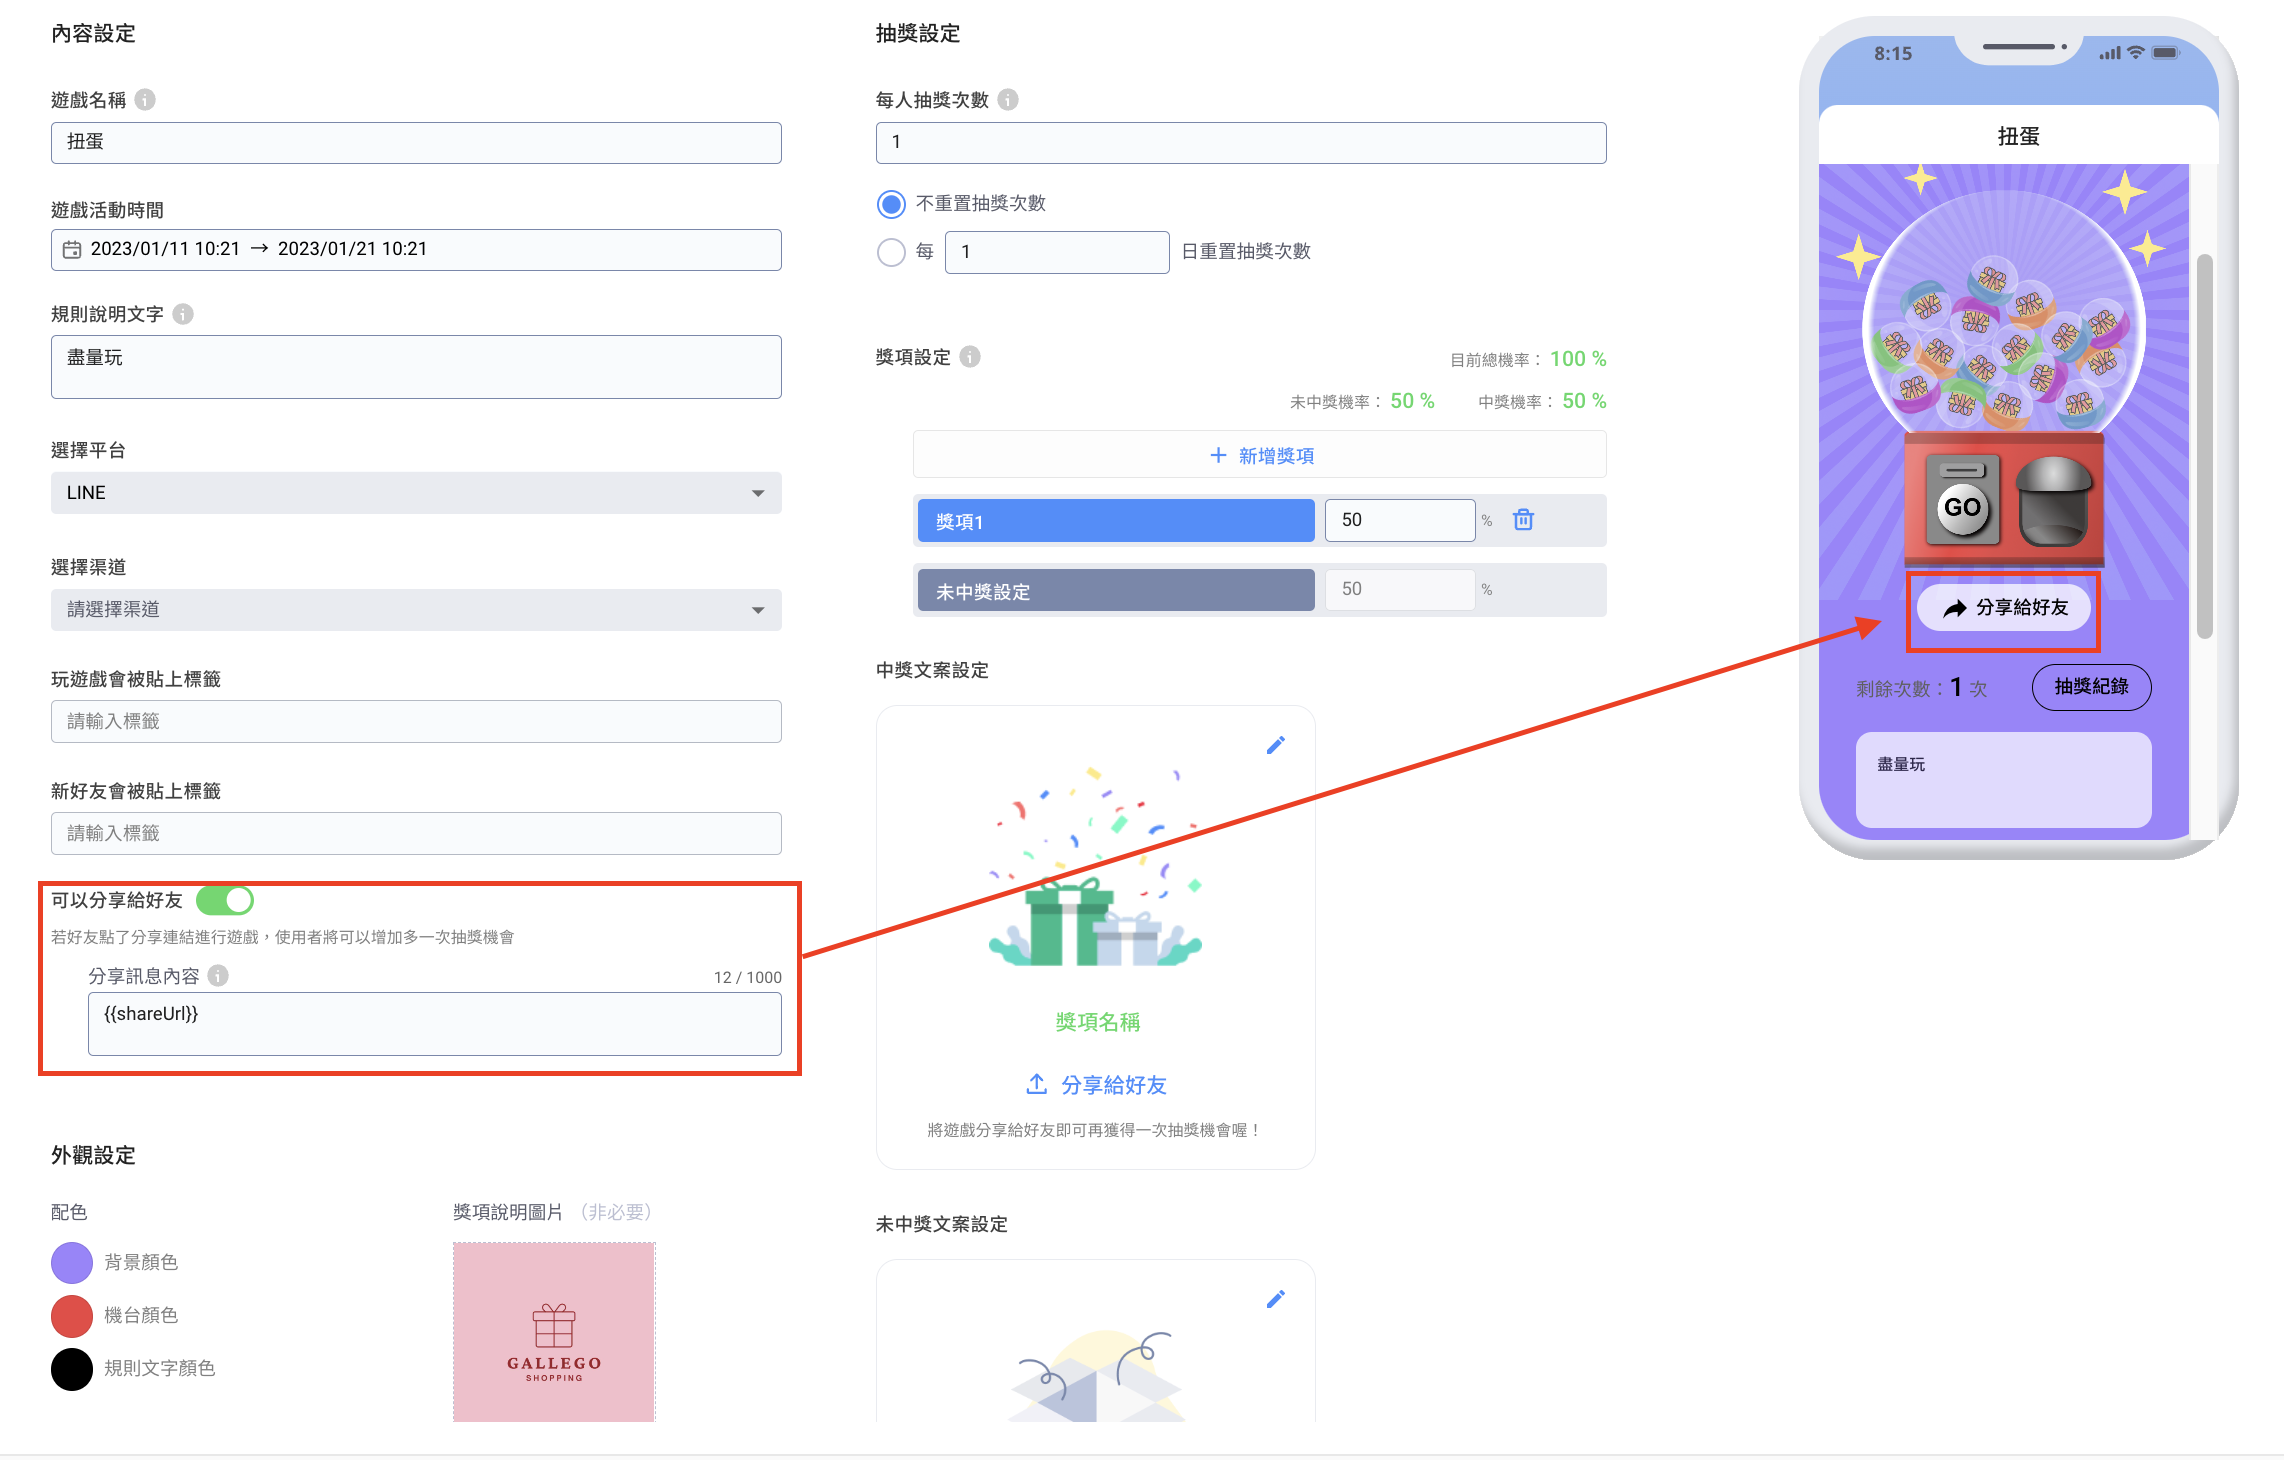 內容設定
遊戲名稱
扭蛋
遊戲活動時間
2023/01/11 10:21 → 2023/01/21 10:21
規則說明文字
盡量玩
選擇平台
LINE
選擇渠道
請選擇渠道
玩遊戲會被貼上標籤
請輸入標籤
新好友會被貼上標籤
請輸入標籤
可以分享給好友
若好友點了分享連結進行遊戲，使用者將可以增加多一次抽獎機會
分享訊息內容
12 / 1000
{{shareUrl}}
外觀設定
配色
背景顏色
機台顏色
規則文字顏色
獎項說明圖片 （非必要）
GALLEGO
SHOPPING
抽獎設定
每人抽獎次數
1
不重置抽獎次數
每 1 日重置抽獎次數
獎項設定
目前總機率： 100 %
未中獎機率： 50 % 中獎機率： 50 %
+ 新增獎項
獎項1 50 %
未中獎設定 50 %
中獎文案設定
獎項名稱
分享給好友
將遊戲分享給好友即可再獲得一次抽獎機會喔！
未中獎文案設定
8:15
扭蛋
GO
分享給好友
剩餘次數：1 次
抽獎紀錄
盡量玩